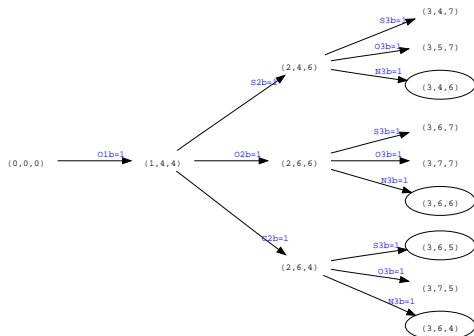 (0,0,0)
O1b=1
(1,4,4)
S2b=1
(2,4,6)
S3b=1
(3,4,7)
O3b=1
(3,5,7)
N3b=1
(3,4,6)
O2b=1
(2,6,6)
S3b=1
(3,6,7)
O3b=1
(3,7,7)
N3b=1
(3,6,6)
C2b=1
(2,6,4)
S3b=1
(3,6,5)
O3b=1
(3,7,5)
N3b=1
(3,6,4)